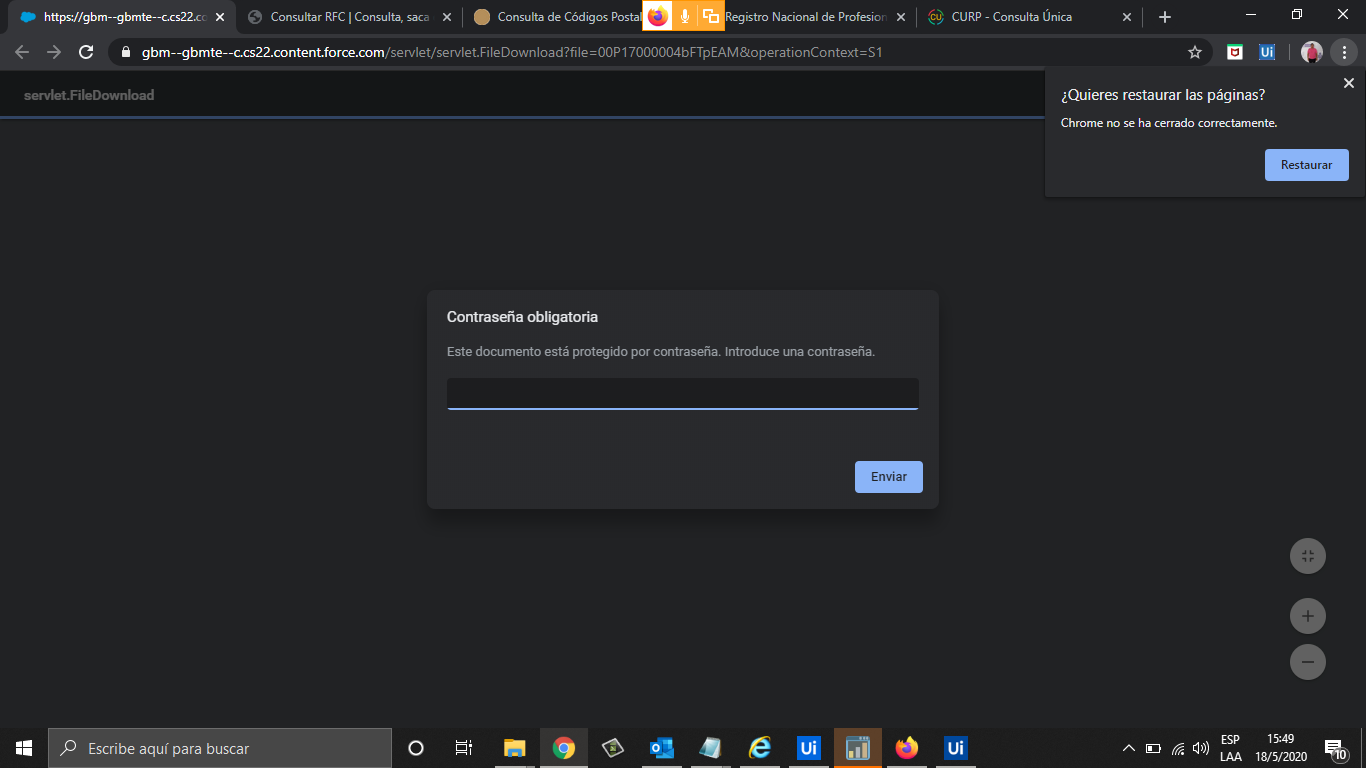 https://gbm--gbmte--c.cs22.co
Consultar RFC | Consulta, saca
Consulta de Códigos Postal
Registro Nacional de Profesion
CURP - Consulta Única
gbm--gbmte--c.cs22.content.force.com/servlet/servlet.FileDownload?file=00P17000004bFTpEAM&operationContext=S1
Ui
servlet.FileDownload
¿Quieres restaurar las páginas?
Chrome no se ha cerrado correctamente.
Restaurar
Contraseña obligatoria
Este documento está protegido por contraseña. Introduce una contraseña.
Enviar
Escribe aquí para buscar
Ui
Ui
ESP
LAA
15:49
18/5/2020
10